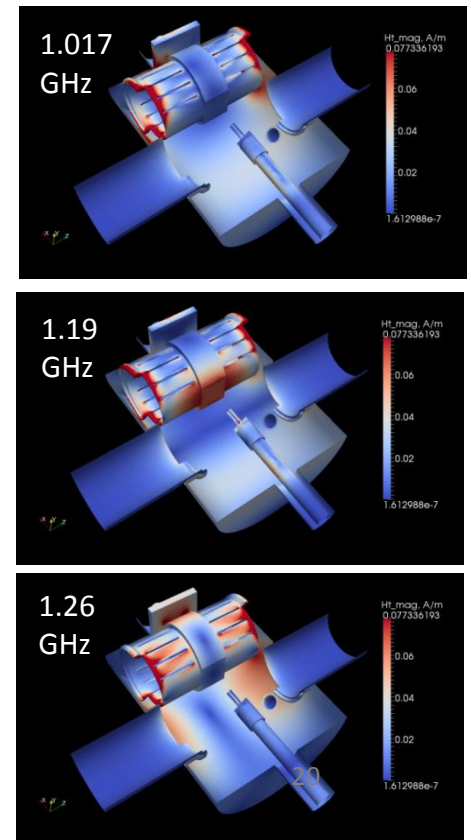 1.017
GHz
Ht_mag, A/m
0.077336193
0.06
0.04
0.02
1.612988e-7
X Y Z
1.19
GHz
Ht_mag, A/m
0.077336193
0.06
0.04
0.02
1.612988e-7
X Y Z
1.26
GHz
Ht_mag, A/m
0.077336193
0.06
0.04
0.02
1.612988e-7
X Y Z
20